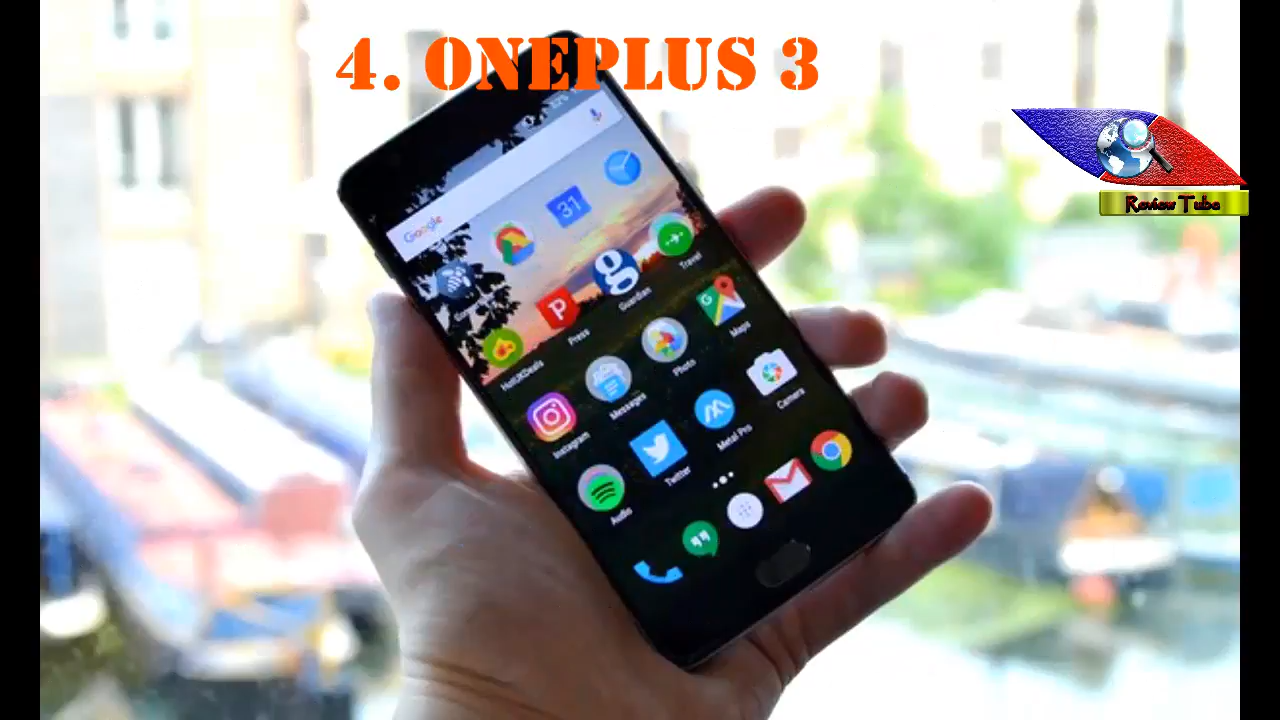 4. ONEPLUS 3
Review Tube
Google
31
Travel
Guardian
Press
HotUKDeals
Maps
Photo
Messages
Instagram
Camera
Metal Pro
Twitter
Audio